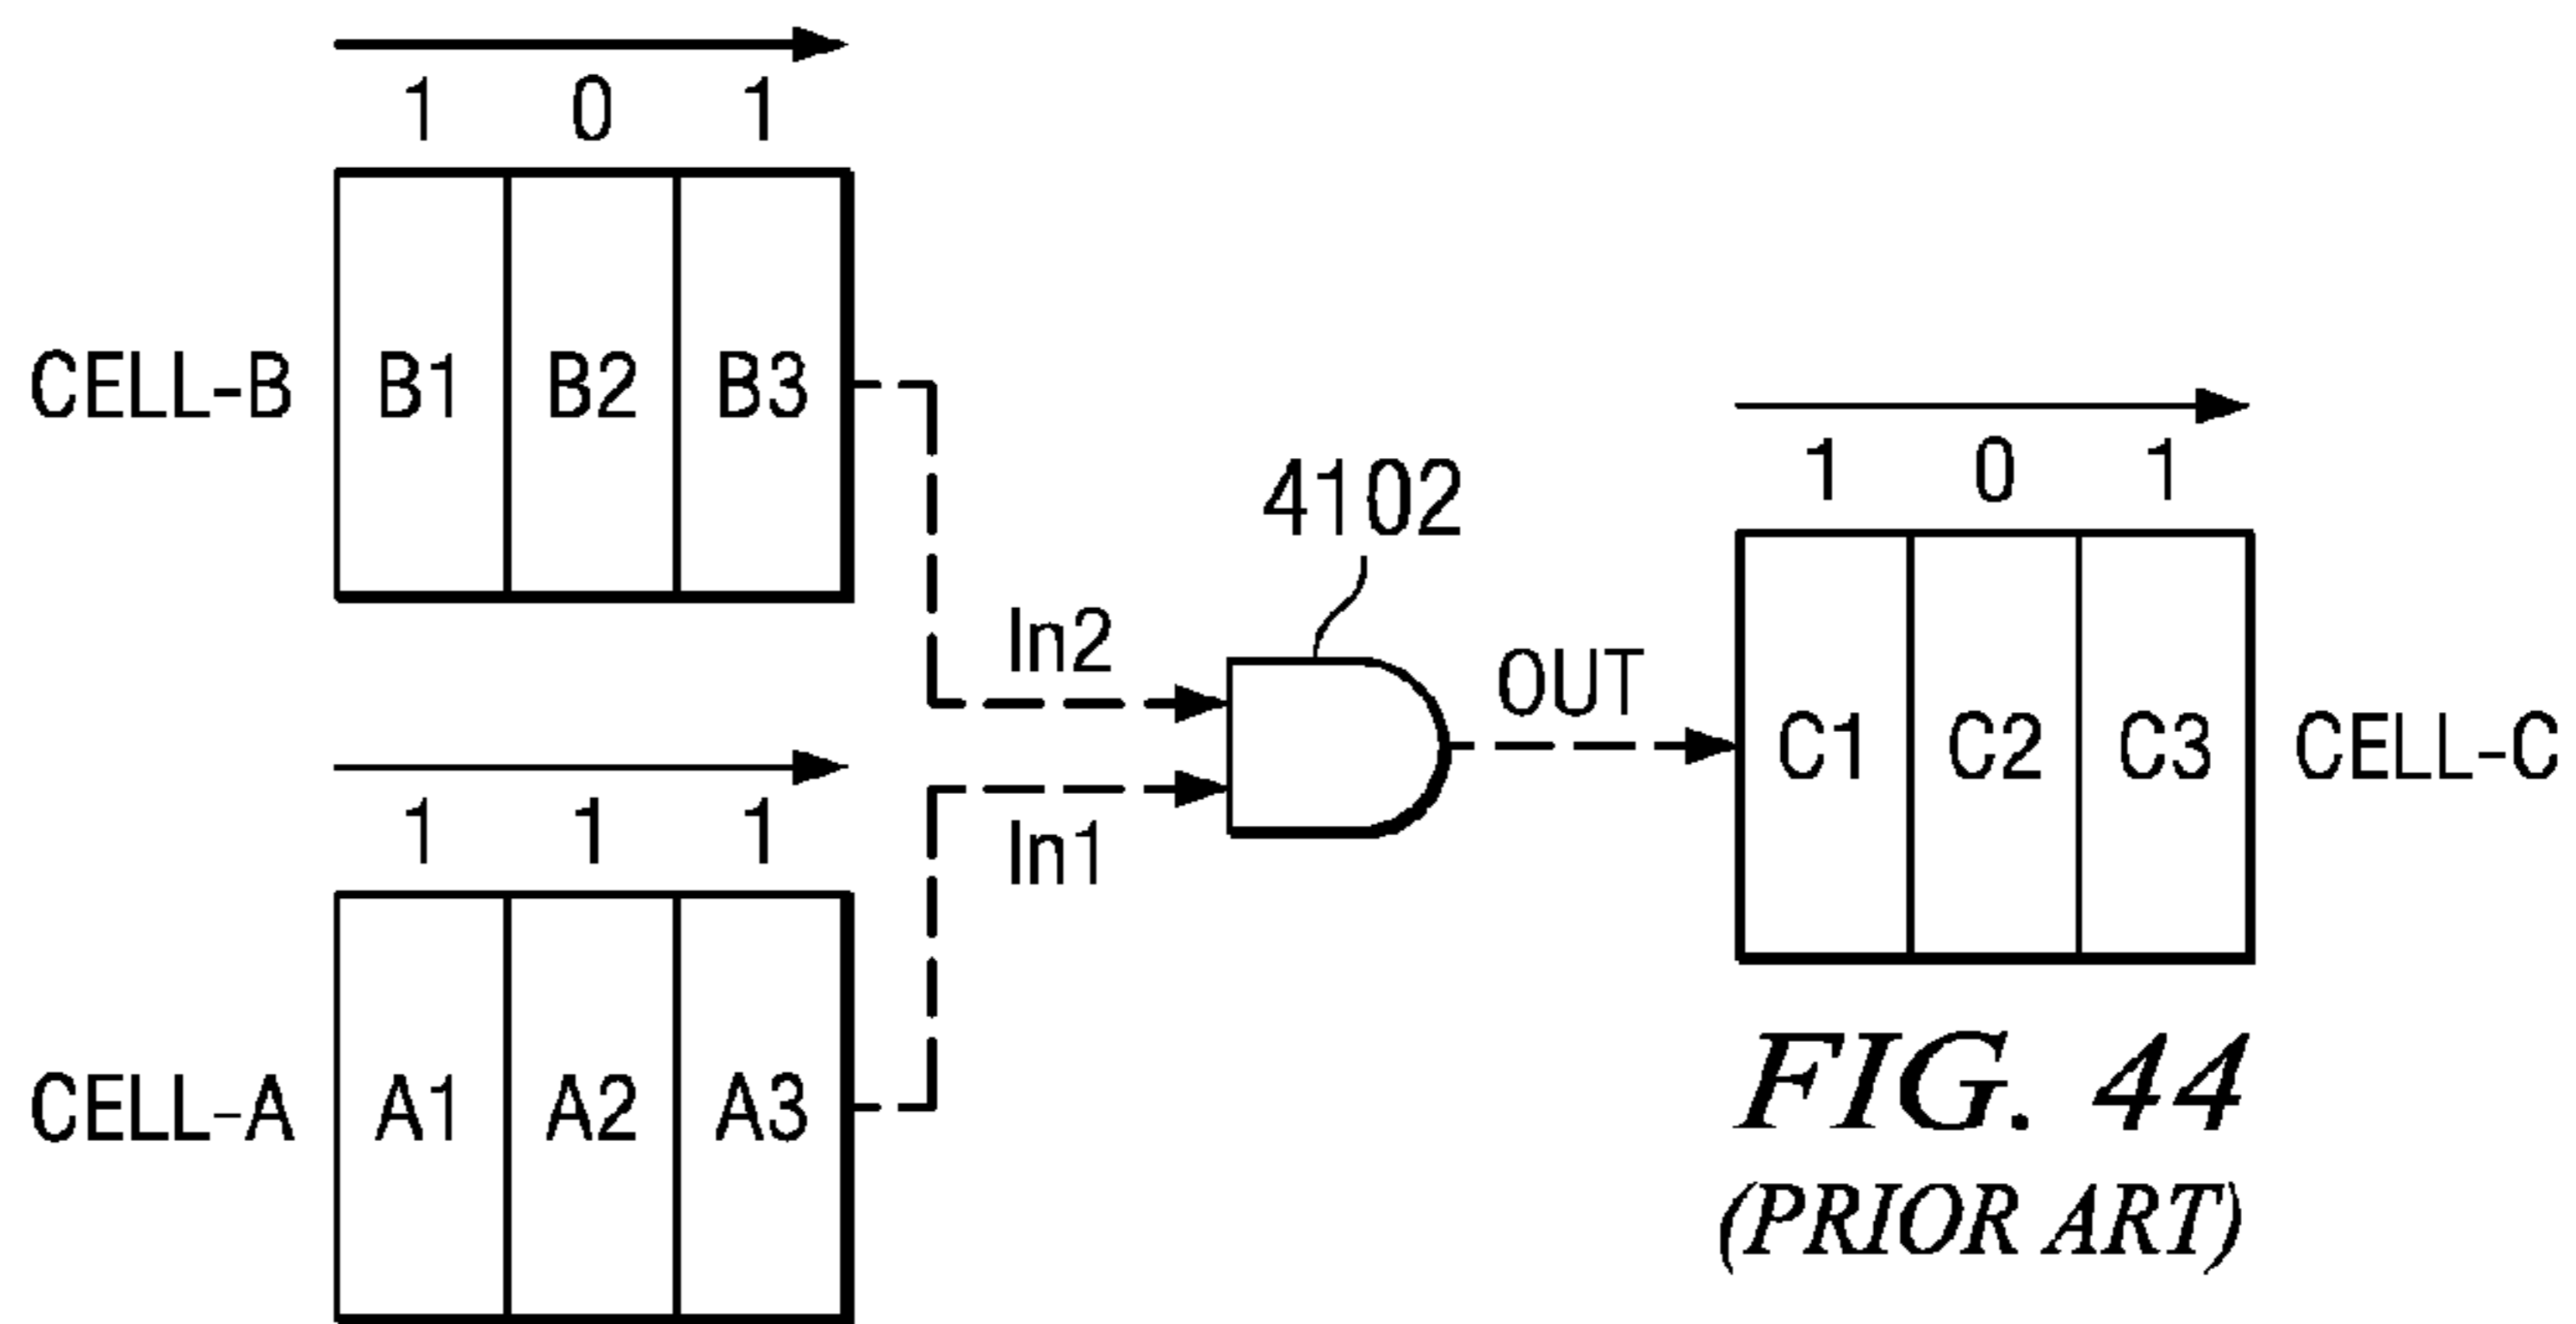 1 0 1
CELL-B B1 B2 B3
4102
1 0 1
In2
OUT
C1 C2 C3 CELL-C
1 1 1
In1
CELL-A A1 A2 A3
FIG. 44
(PRIOR ART)